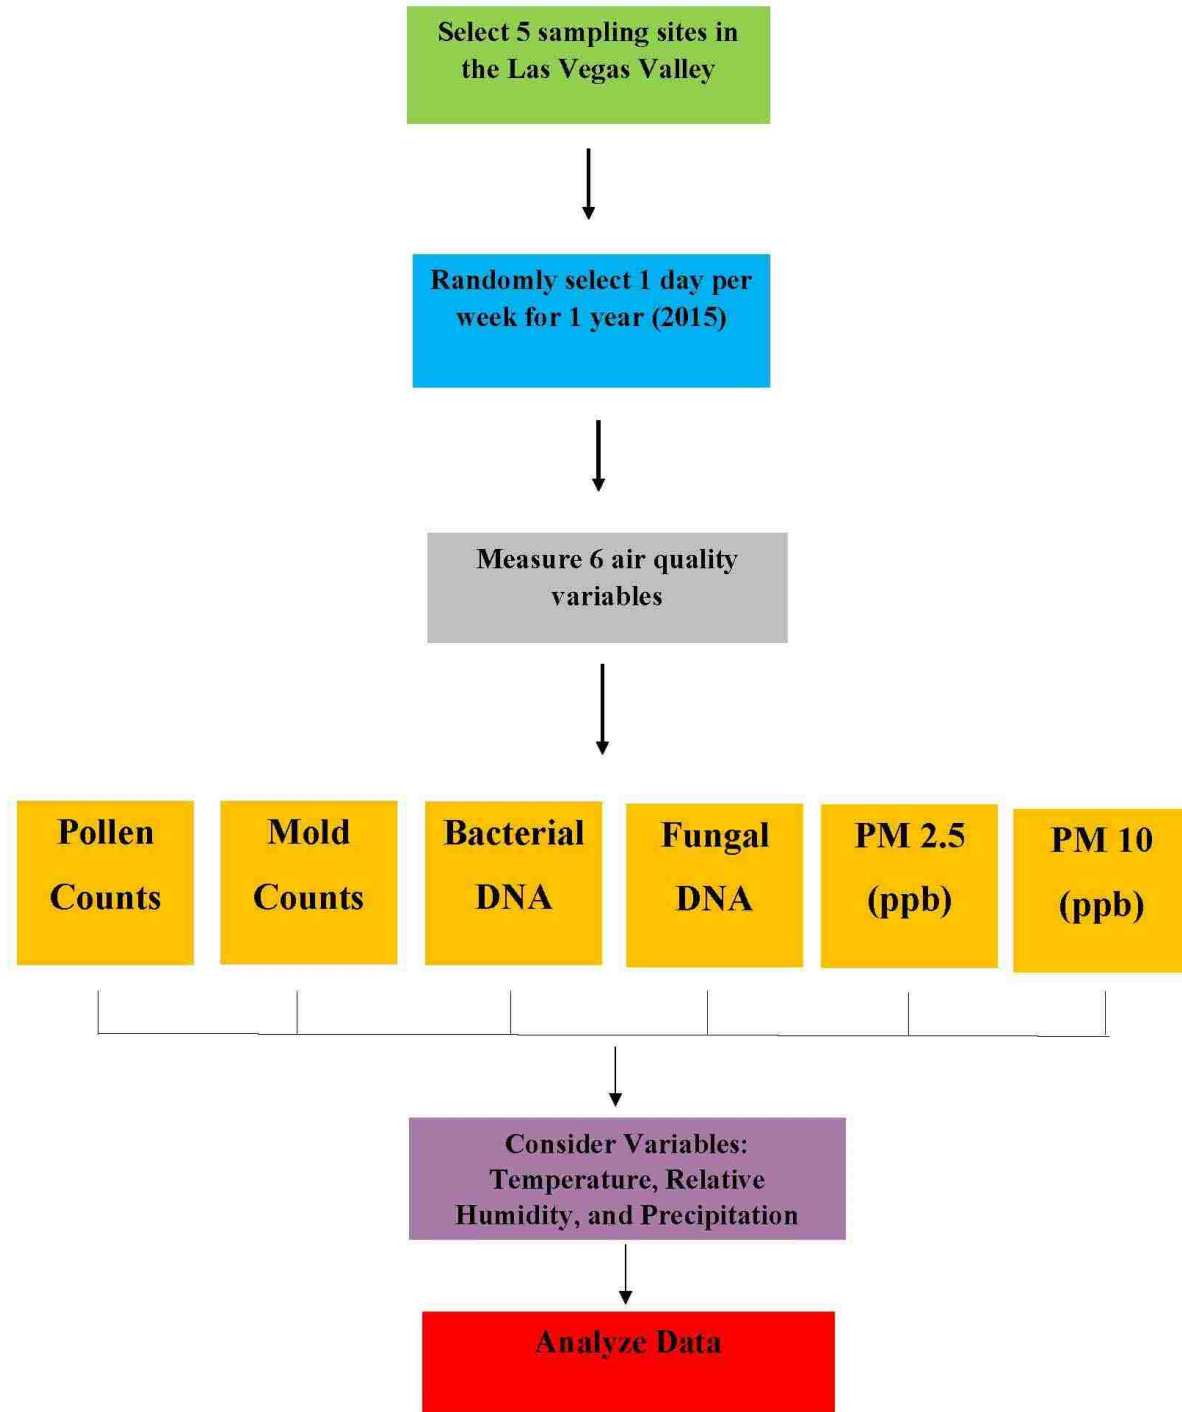 Select 5 sampling sites in
the Las Vegas Valley
Randomly select 1 day per
week for 1 year (2015)
Measure 6 air quality
variables
Pollen
Counts
Mold
Counts
Bacterial
DNA
Fungal
DNA
PM 2.5
(ppb)
PM 10
(ppb)
Consider Variables:
Temperature, Relative
Humidity, and Precipitation
Analyze Data